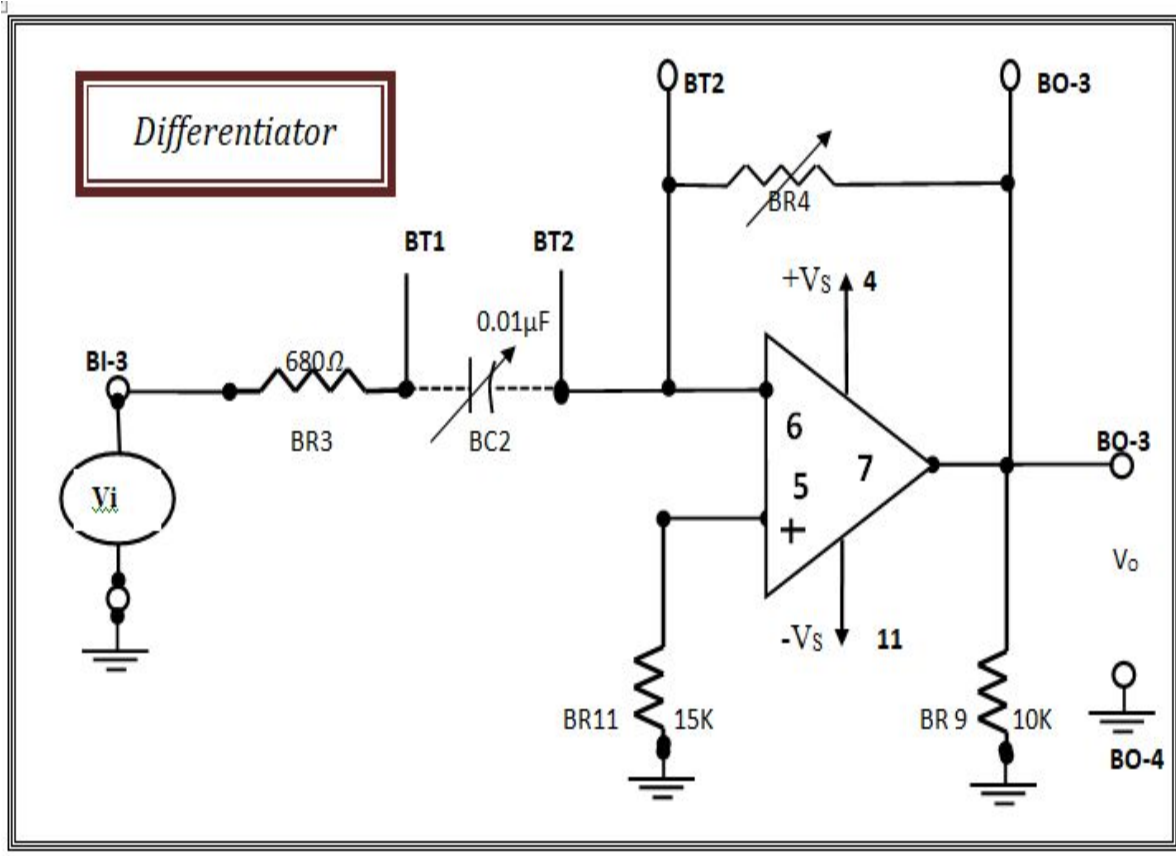 Differentiator
BT2
BO-3
BR4
BT1
BT2
+VS 4
0.01µF
BI-3
680Ω
BR3
BC2
6
5
7
+
BO-3
Vi
VO
-VS 11
BR11 15K
BR 9 10K
BO-4